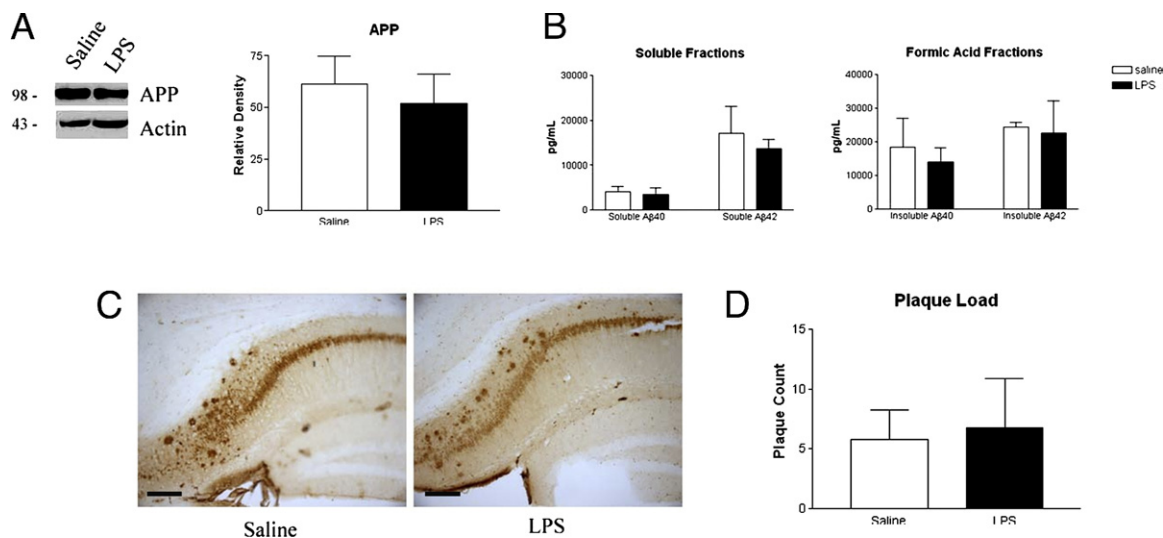 A
Saline
LPS
98 -
APP
43 -
Actin
APP
Relative Density
75
50
25
0
Saline
LPS
B
Soluble Fractions
pg/mL
30000
20000
10000
0
Soluble Aβ40
Souble Aβ42
Formic Acid Fractions
pg/mL
40000
30000
20000
10000
0
Insoluble Aβ40
Insoluble Aβ42
saline
LPS
C
Saline
LPS
D
Plaque Load
Plaque Count
15
10
5
0
Saline
LPS